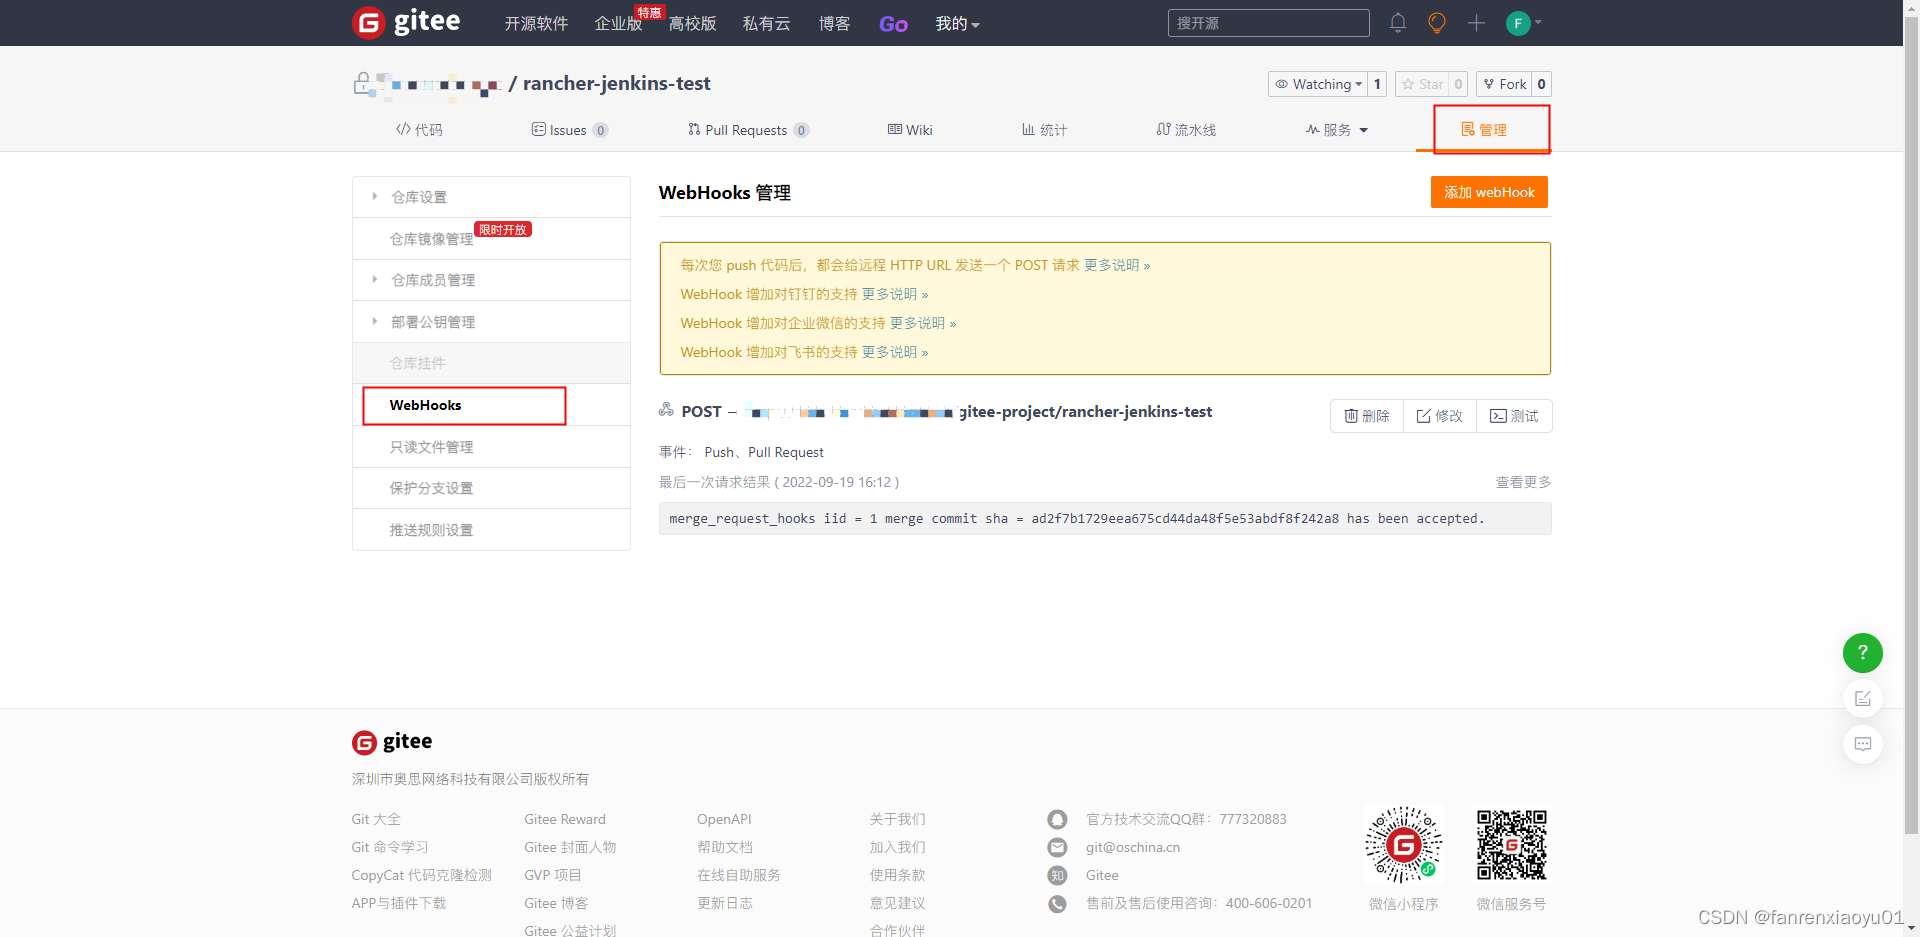 gitee 开源软件 企业版 特惠 高校版 私有云 博客 Go 我的 搜开源 F
/ rancher-jenkins-test Watching 1 Star 0 Fork 0
代码 Issues 0 Pull Requests 0 Wiki 统计 流水线 服务 管理
仓库设置
仓库镜像管理 限时开放
仓库成员管理
部署公钥管理
仓库挂件
WebHooks
只读文件管理
保护分支设置
推送规则设置
WebHooks 管理 添加 webHook
每次您 push 代码后，都会给远程 HTTP URL 发送一个 POST 请求 更多说明 »
WebHook 增加对钉钉的支持 更多说明 »
WebHook 增加对企业微信的支持 更多说明 »
WebHook 增加对飞书的支持 更多说明 »
POST – gitee-project/rancher-jenkins-test 删除 修改 测试
事件： Push、Pull Request
最后一次请求结果 ( 2022-09-19 16:12 ) 查看更多
merge_request_hooks iid = 1 merge commit sha = ad2f7b1729eea675cd44da48f5e53abdf8f242a8 has been accepted.
?
gitee
深圳市奥思网络科技有限公司版权所有
Git 大全 Gitee Reward OpenAPI 关于我们 官方技术交流QQ群：777320883
Git 命令学习 Gitee 封面人物 帮助文档 加入我们 git@oschina.cn
CopyCat 代码克隆检测 GVP 项目 在线自助服务 使用条款 知 Gitee
APP与插件下载 Gitee 博客 更新日志 意见建议 售前及售后使用咨询：400-606-0201 微信小程序 微信服务号
Gitee 公益计划 合作伙伴
CSDN @fanrenxiaoyu01